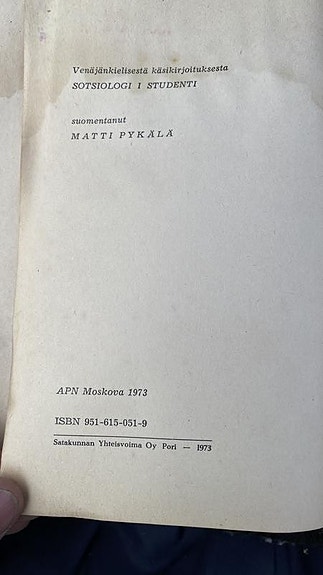 Venäjänkielisestä käsikirjoituksesta
SOTSIOLOGI I STUDENTI
suomentanut
MATTI PYKÄLÄ
APN Moskova 1973
ISBN 951-615-051-9
Satakunnan Yhteisvoima Oy Pori — 1973